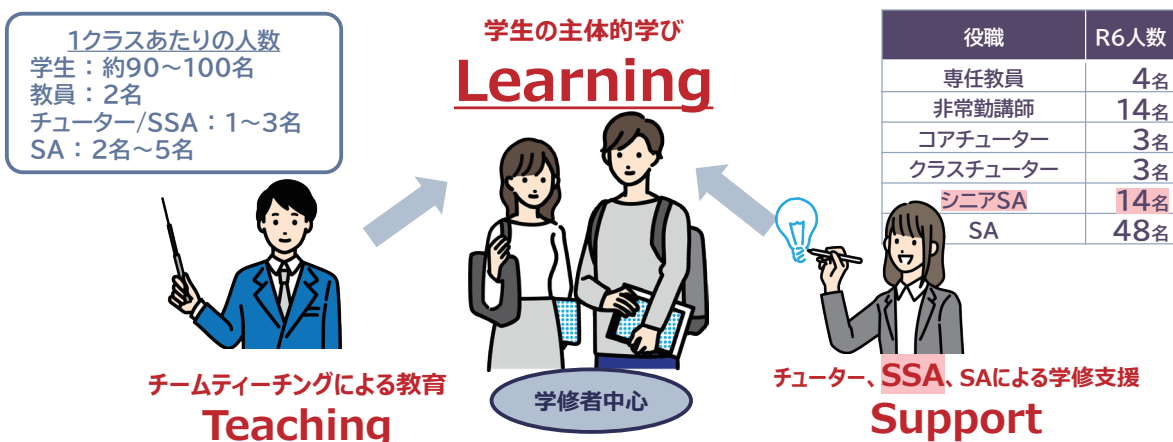 1クラスあたりの人数
学生：約90～100名
教員：2名
チューター/SSA：1～3名
SA：2名～5名
学生の主体的学び
Learning
役職 R6人数
専任教員 4名
非常勤講師 14名
コアチューター 3名
クラスチューター 3名
シニアSA 14名
SA 48名
チームティーチングによる教育
Teaching
学修者中心
チューター、SSA、SAによる学修支援
Support